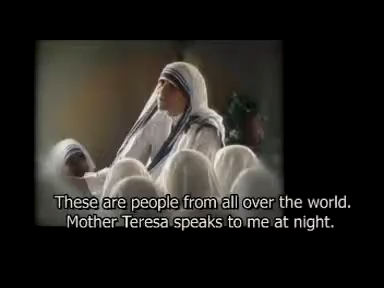 These are people from all over the world.
Mother Teresa speaks to me at night.